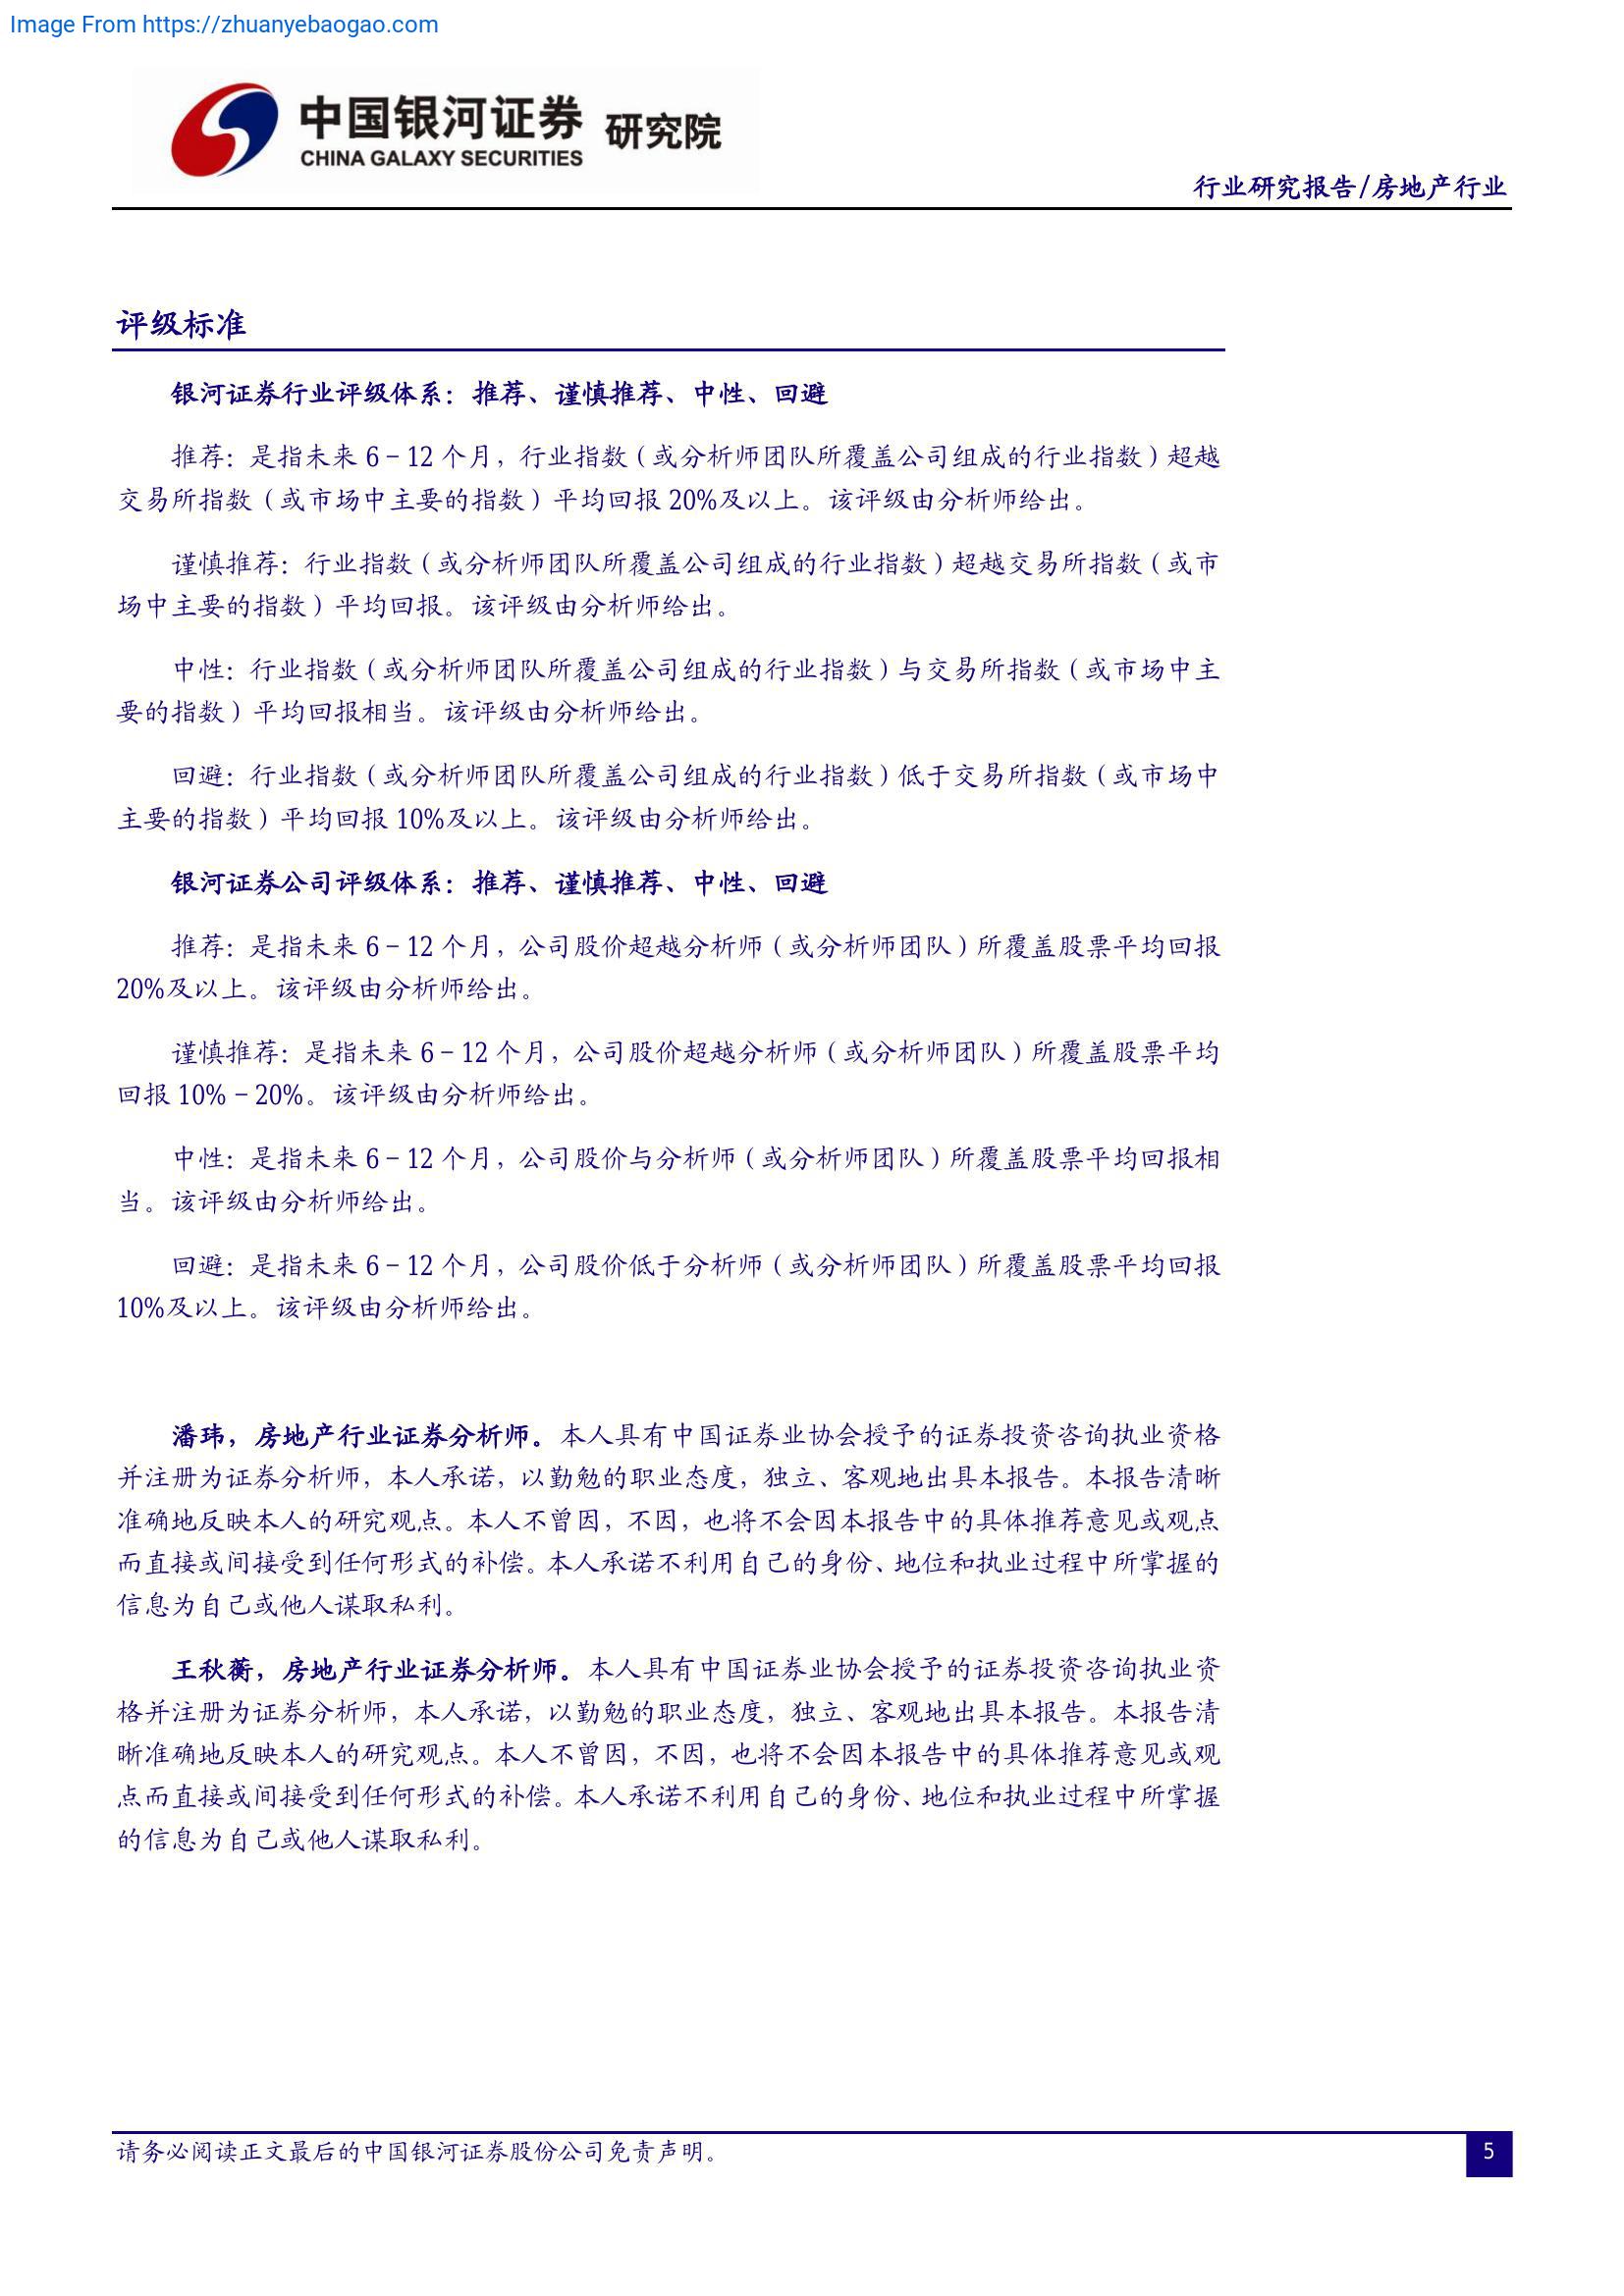 Image From https://zhuanyebaogao.com
中国银河证券 研究院
CHINA GALAXY SECURITIES
行业研究报告/房地产行业
评级标准
银河证券行业评级体系：推荐、谨慎推荐、中性、回避
推荐：是指未来 6－12 个月，行业指数（或分析师团队所覆盖公司组成的行业指数）超越
交易所指数（或市场中主要的指数）平均回报 20%及以上。该评级由分析师给出。
谨慎推荐：行业指数（或分析师团队所覆盖公司组成的行业指数）超越交易所指数（或市
场中主要的指数）平均回报。该评级由分析师给出。
中性：行业指数（或分析师团队所覆盖公司组成的行业指数）与交易所指数（或市场中主
要的指数）平均回报相当。该评级由分析师给出。
回避：行业指数（或分析师团队所覆盖公司组成的行业指数）低于交易所指数（或市场中
主要的指数）平均回报 10%及以上。该评级由分析师给出。
银河证券公司评级体系：推荐、谨慎推荐、中性、回避
推荐：是指未来 6－12 个月，公司股价超越分析师（或分析师团队）所覆盖股票平均回报
20%及以上。该评级由分析师给出。
谨慎推荐：是指未来 6－12 个月，公司股价超越分析师（或分析师团队）所覆盖股票平均
回报 10%－20%。该评级由分析师给出。
中性：是指未来 6－12 个月，公司股价与分析师（或分析师团队）所覆盖股票平均回报相
当。该评级由分析师给出。
回避：是指未来 6－12 个月，公司股价低于分析师（或分析师团队）所覆盖股票平均回报
10%及以上。该评级由分析师给出。
潘玮，房地产行业证券分析师。本人具有中国证券业协会授予的证券投资咨询执业资格
并注册为证券分析师，本人承诺，以勤勉的职业态度，独立、客观地出具本报告。本报告清晰
准确地反映本人的研究观点。本人不曾因，不因，也将不会因本报告中的具体推荐意见或观点
而直接或间接受到任何形式的补偿。本人承诺不利用自己的身份、地位和执业过程中所掌握的
信息为自己或他人谋取私利。
王秋蘅，房地产行业证券分析师。本人具有中国证券业协会授予的证券投资咨询执业资
格并注册为证券分析师，本人承诺，以勤勉的职业态度，独立、客观地出具本报告。本报告清
晰准确地反映本人的研究观点。本人不曾因，不因，也将不会因本报告中的具体推荐意见或观
点而直接或间接受到任何形式的补偿。本人承诺不利用自己的身份、地位和执业过程中所掌握
的信息为自己或他人谋取私利。
请务必阅读正文最后的中国银河证券股份公司免责声明。
5